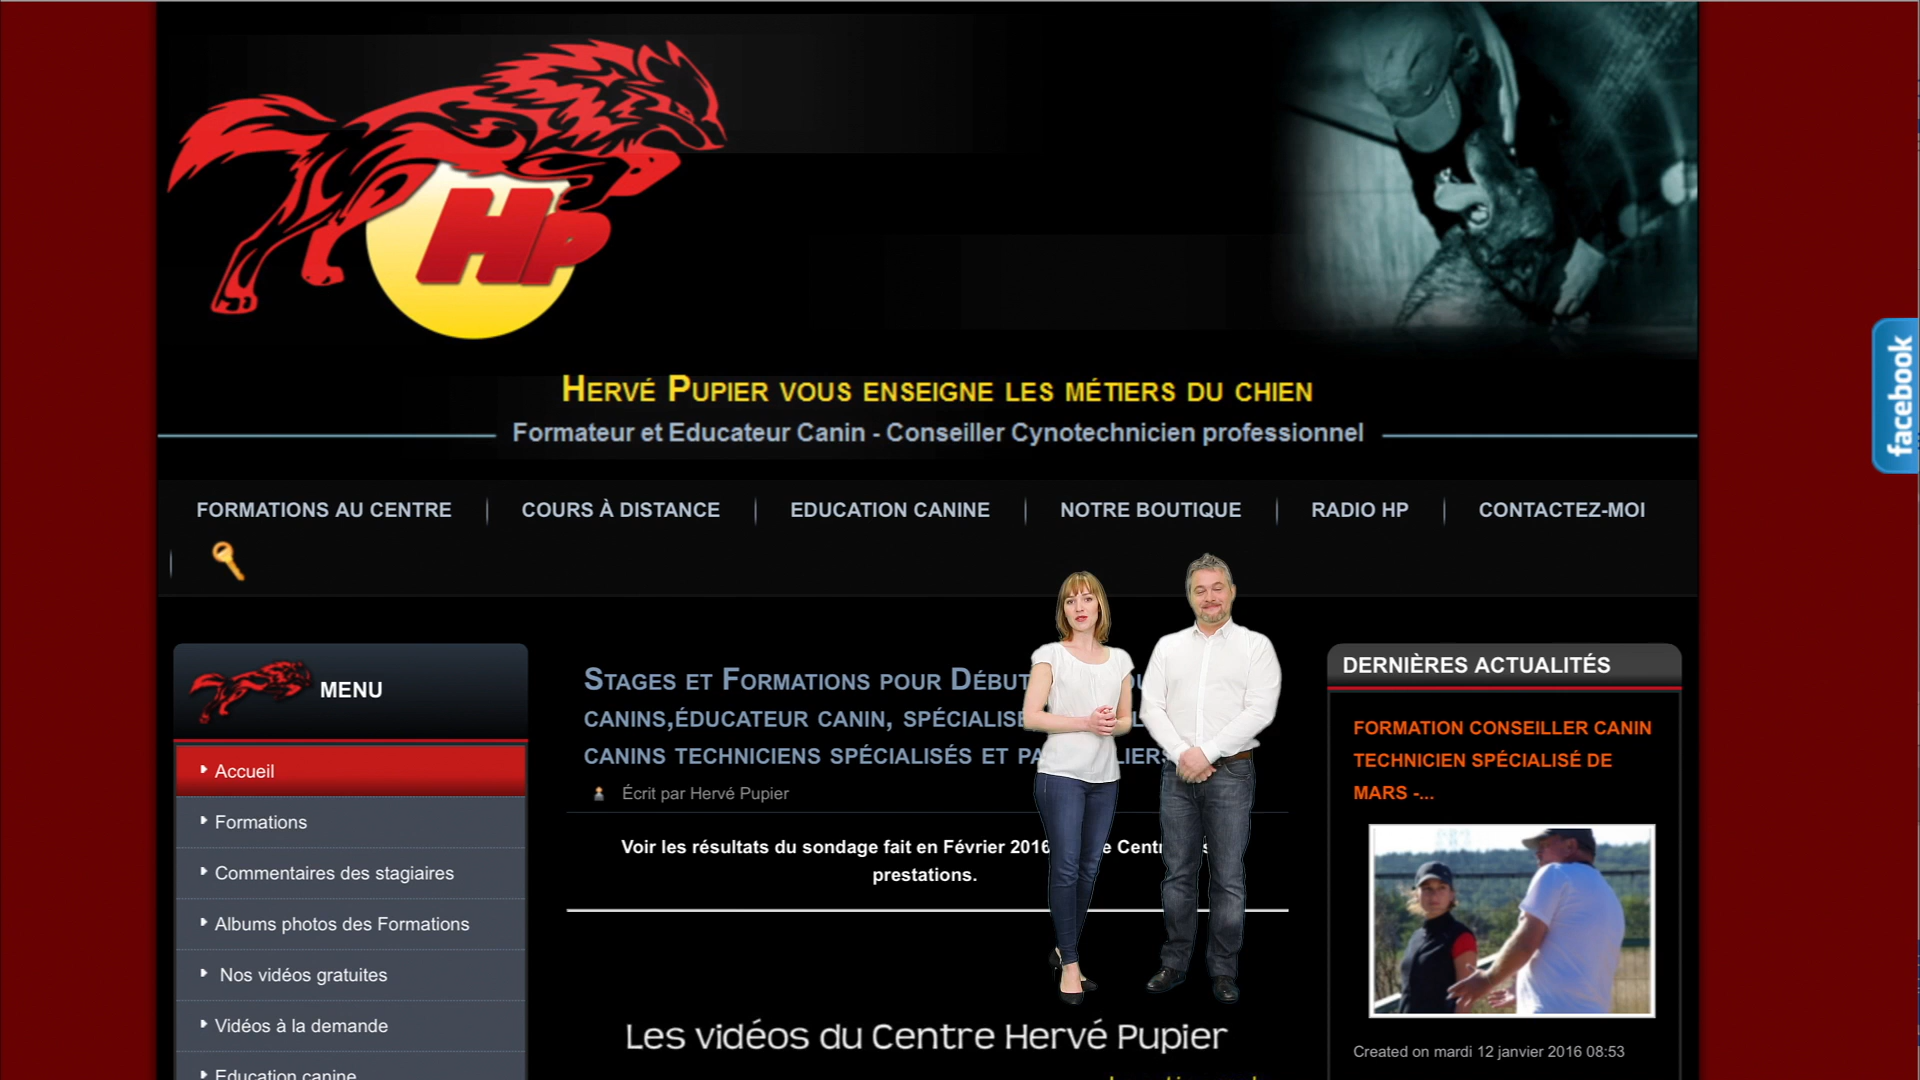 HP
HERVÉ PUPIER VOUS ENSEIGNE LES MÉTIERS DU CHIEN
Formateur et Educateur Canin - Conseiller Cynotechnicien professionnel
facebook
FORMATIONS AU CENTRE
COURS À DISTANCE
EDUCATION CANINE
NOTRE BOUTIQUE
RADIO HP
CONTACTEZ-MOI
MENU
Accueil
Formations
Commentaires des stagiaires
Albums photos des Formations
Nos vidéos gratuites
Vidéos à la demande
Education canine
STAGES ET FORMATIONS POUR
CANINS,ÉDUCATEUR CANIN,
CANINS TECHNICIENS SPÉCIALISÉS ET
Écrit par Hervé Pupier
Voir les résultats du sondage fait en Février 2016
prestations.
Les vidéos du Centre Hervé Pupier
DERNIÈRES ACTUALITÉS
FORMATION CONSEILLER CANIN
TECHNICIEN SPÉCIALISÉ DE
MARS -...
Created on mardi 12 janvier 2016 08:53